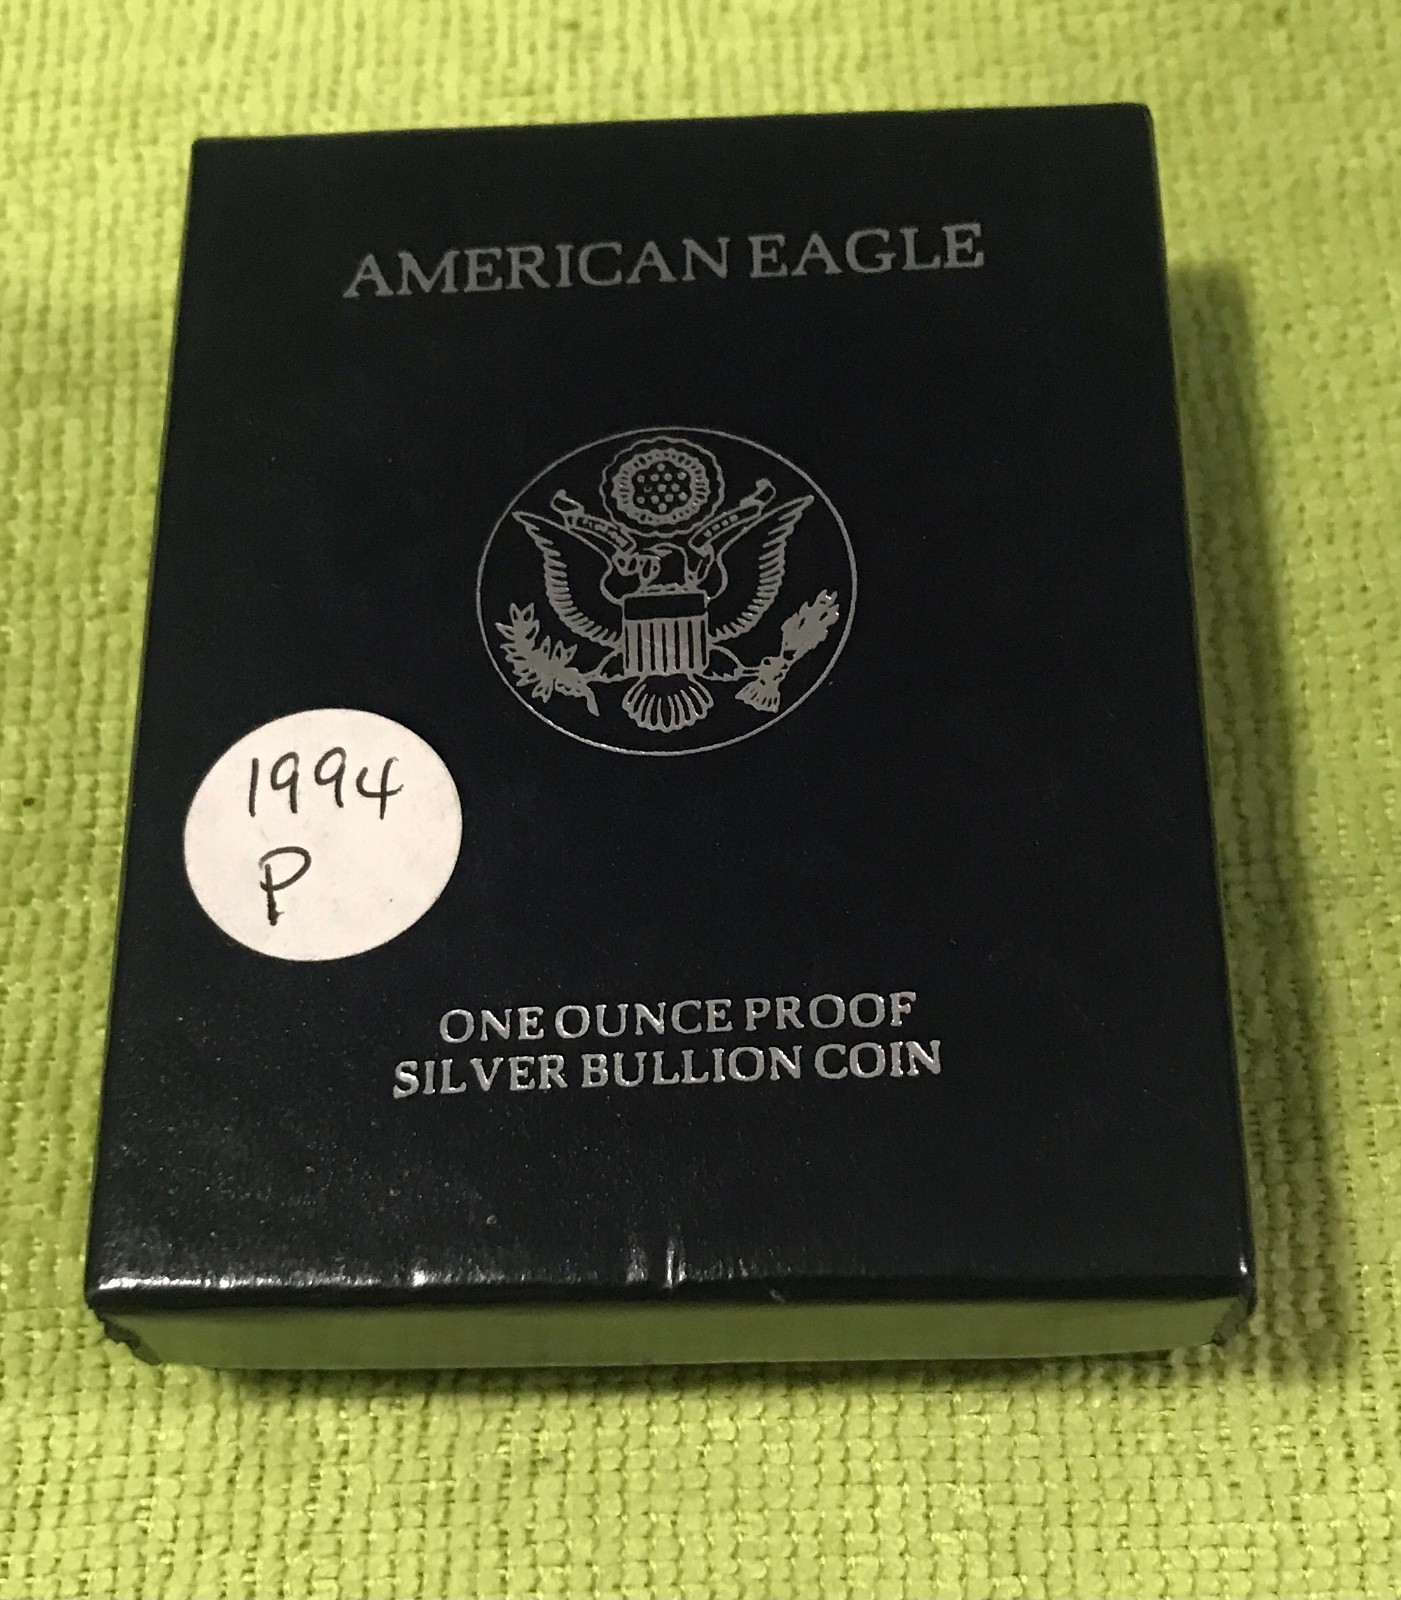 AMERICAN EAGLE
1994
P
ONE OUNCE PROOF
SILVER BULLION COIN